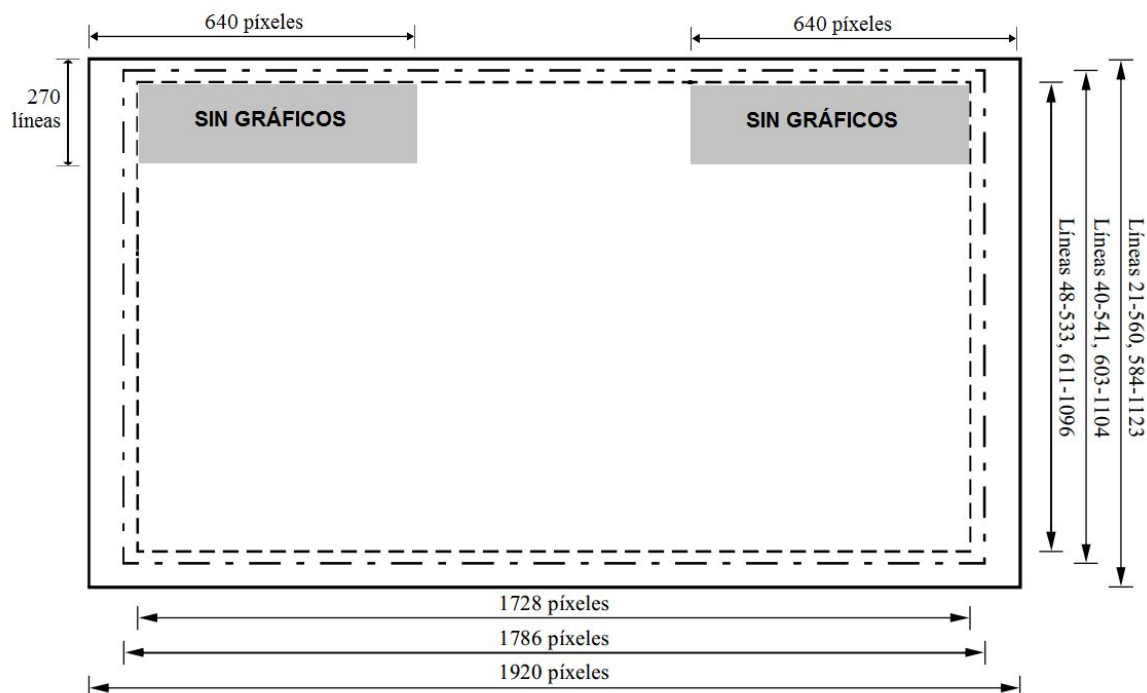 640 píxeles
640 píxeles
270
líneas
SIN GRÁFICOS
SIN GRÁFICOS
Líneas 48-533, 611-1096
Líneas 40-541, 603-1104
Líneas 21-560, 584-1123
1728 píxeles
1786 píxeles
1920 píxeles